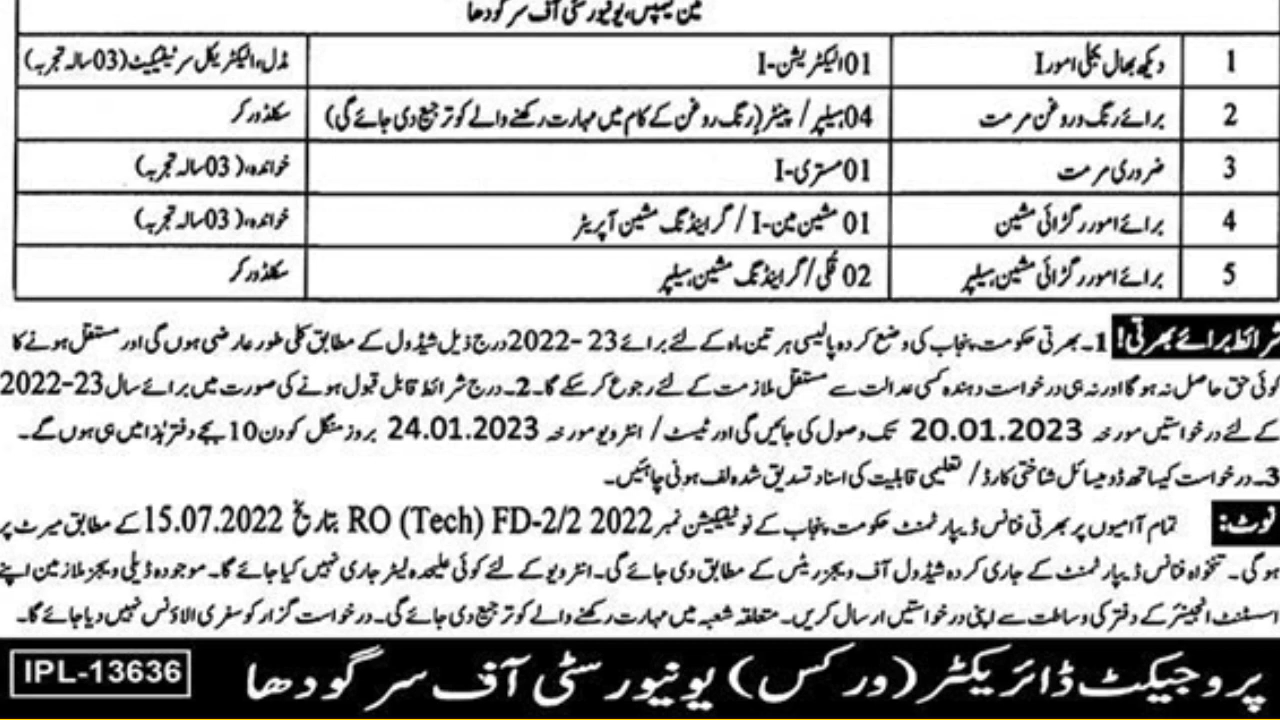 مین کیمپس، یونیورسٹی آف سرگودھا
1 دیکھ بھال بجلی امور I 01 الیکٹریشن-I مڈل، الیکٹریکل سرٹیفکیٹ (03 سالہ تجربہ)
2 برائے رنگ وروغن مرمت 04 ہیلپر/ پینٹر (رنگ روغن کے کام میں مہارت رکھنے والے کو ترجیع دی جائے گی) سکلڈ ورکر
3 ضروری مرمت 01 مستری-I خواندہ، (03 سالہ تجربہ)
4 برائے امور رگڑائی مشین 01 مشین مین-I / گرائنڈنگ مشین آپریٹر خواندہ، (03 سالہ تجربہ)
5 برائے امور رگڑائی مشین ہیلپر 02 قلی/گرائنڈنگ مشین ہیلپر سکلڈ ورکر
شرائط برائے بھرتی! 1۔ بھرتی حکومت پنجاب کی وضع کردہ پالیسی ہر تین ماہ کے لئے برائے 23-2022 درج ذیل شیڈول کے مطابق کلی طور عارضی ہوں گی اور مستقل ہونے کا
کوئی حق حاصل نہ ہوگا اور نہ ہی درخواست دہندہ کسی عدالت سے مستقل ملازمت کے لئے رجوع کر سکے گا۔ 2۔ درج شرائط قابل قبول ہونے کی صورت میں برائے سال 23-2022
کے لئے درخواستیں مورخہ 20.01.2023 تک وصول کی جائیں گی اور ٹیسٹ/ انٹرویو مورخہ 24.01.2023 بروز منگل کو دن 10 بجے دفتر ہذا میں ہی ہوں گے۔
3۔ درخواست کیساتھ ڈومیسائل شناختی کارڈ/ تعلیمی قابلیت کی اسناد تسدیق شدہ لف ہونی چاہئیں۔
نوٹ: تمام آسامیوں پر بھرتی فنانس ڈیپارٹمنٹ حکومت پنجاب کے نوٹیفکیشن نمبر RO (Tech) FD-2/2 2022 بتاریخ 15.07.2022 کے مطابق میرٹ پر
ہوگی۔ تنخواہ فنانس ڈیپارٹمنٹ کے جاری کردہ شیڈول آف ویجز ریٹس کے مطابق دی جائے گی۔ انٹرویو کے لئے کوئی علیحدہ لیٹر جاری نہیں کیا جائے گا۔ موجودہ ڈیلی ویجز ملازمین اپنے
اسسٹنٹ انجینئر کے دفتر کی وساطت سے اپنی درخواستیں ارسال کریں۔ متعلقہ شعبہ میں مہارت رکھنے والے کو ترجیع دی جائے گی۔ درخواست گزار کو سفری الاؤنس نہیں دیا جائے گا۔
پروجیکٹ ڈائریکٹر (ورکس) یونیورسٹی آف سرگودھا IPL-13636